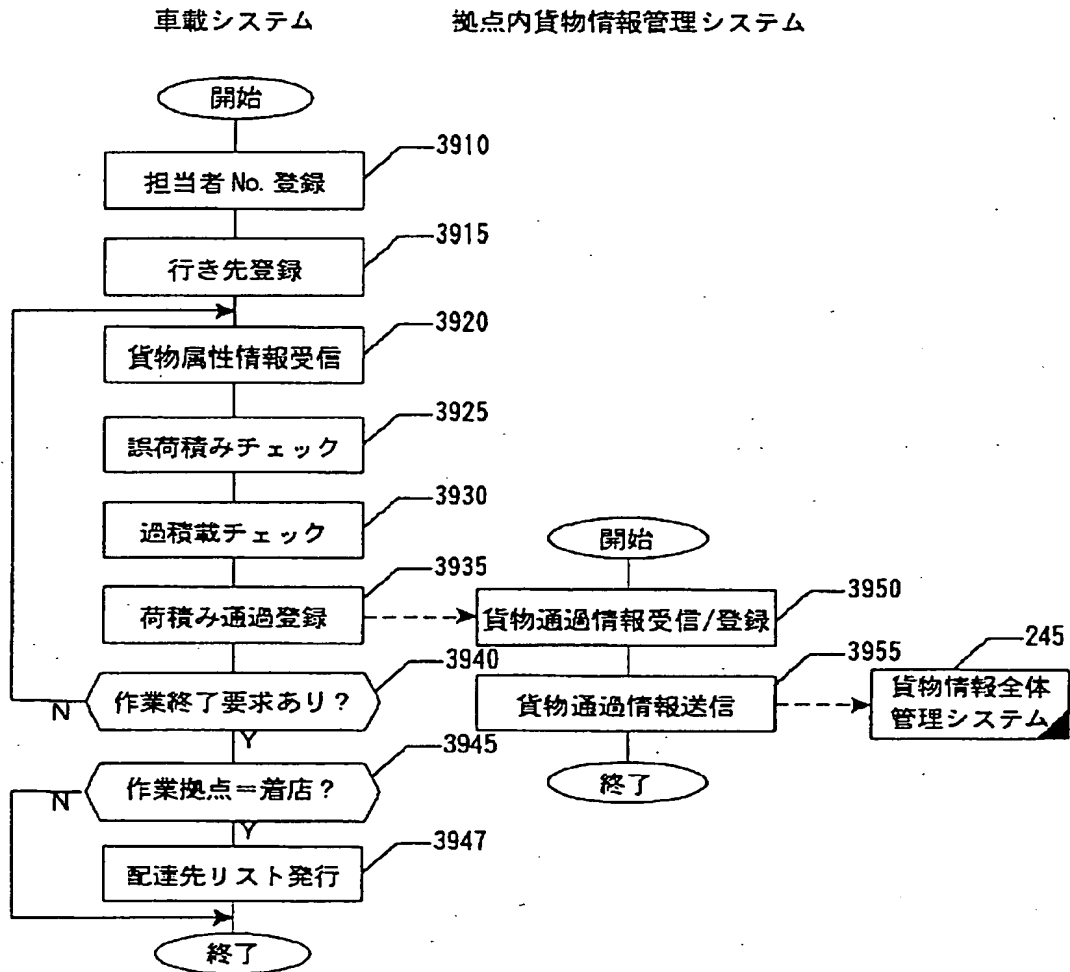 車載システム
拠点内貨物情報管理システム
開始
担当者 No. 登録
3910
行き先登録
3915
貨物属性情報受信
3920
誤荷積みチェック
3925
過積載チェック
3930
荷積み通過登録
3935
作業終了要求あり?
3940
N
Y
作業拠点=着店?
3945
N
Y
配達先リスト発行
3947
終了
開始
貨物通過情報受信/登録
3950
貨物通過情報送信
3955
終了
245
貨物情報全体
管理システム